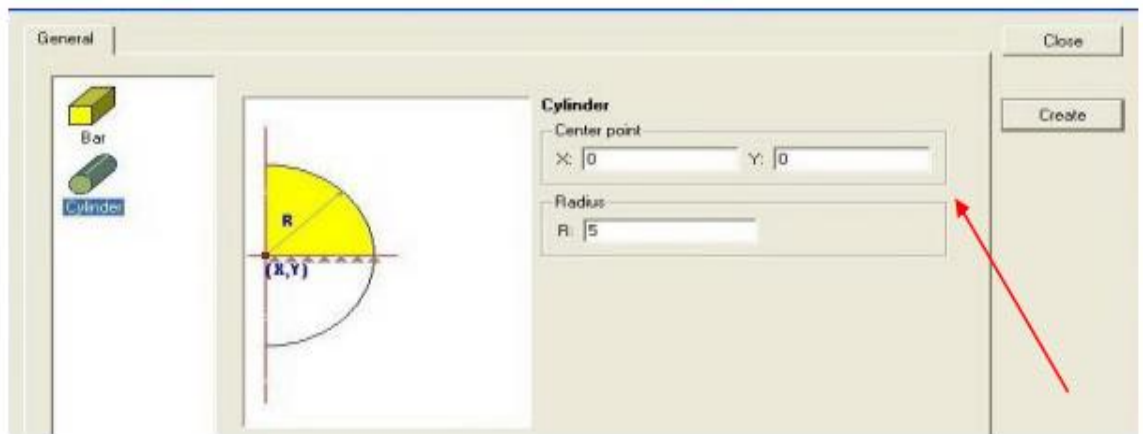 General
Close
Bar
Cylinder
Create
Cylinder
Center point
X: 0 Y: 0
Radius
R: 5
R
(X,Y)